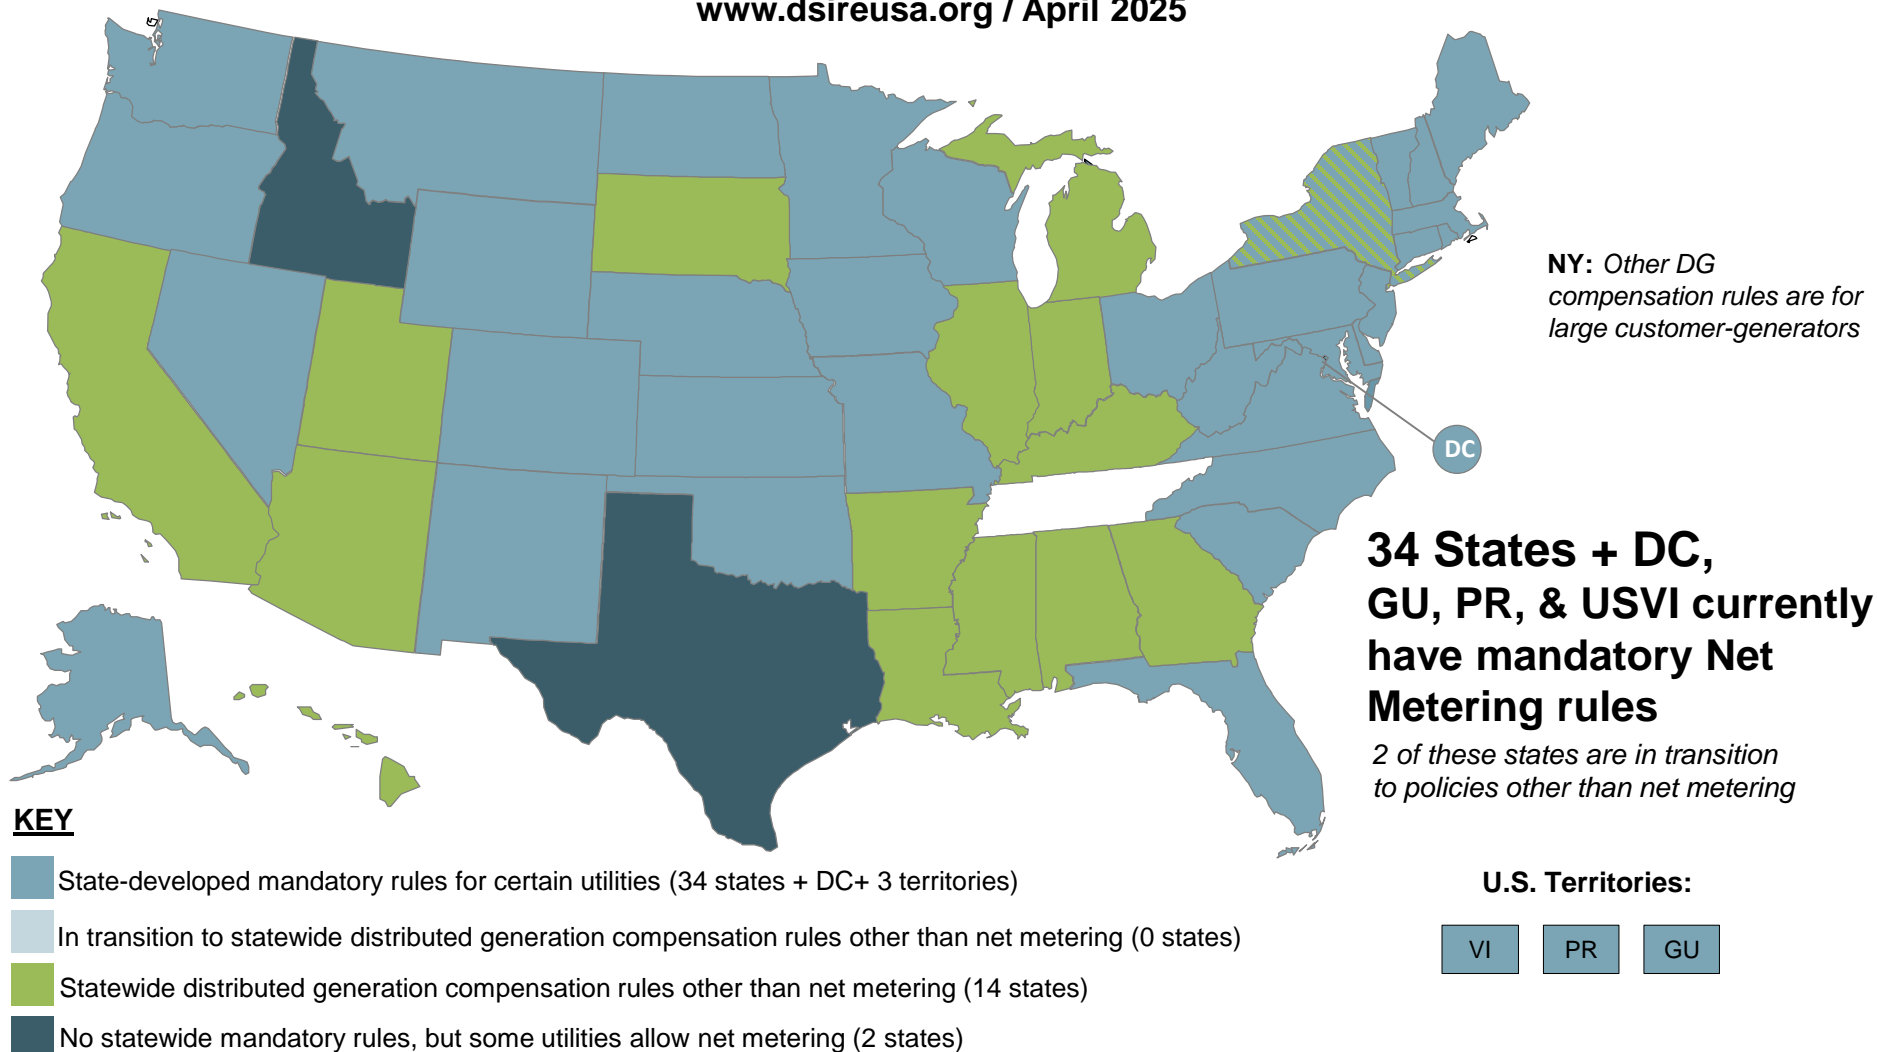 www.dsireusa.org / April 2025
NY: Other DG
compensation rules are for
large customer-generators
DC
34 States + DC,
GU, PR, & USVI currently
have mandatory Net
Metering rules
2 of these states are in transition
to policies other than net metering
KEY
State-developed mandatory rules for certain utilities (34 states + DC+ 3 territories)
In transition to statewide distributed generation compensation rules other than net metering (0 states)
Statewide distributed generation compensation rules other than net metering (14 states)
No statewide mandatory rules, but some utilities allow net metering (2 states)
U.S. Territories:
VI PR GU